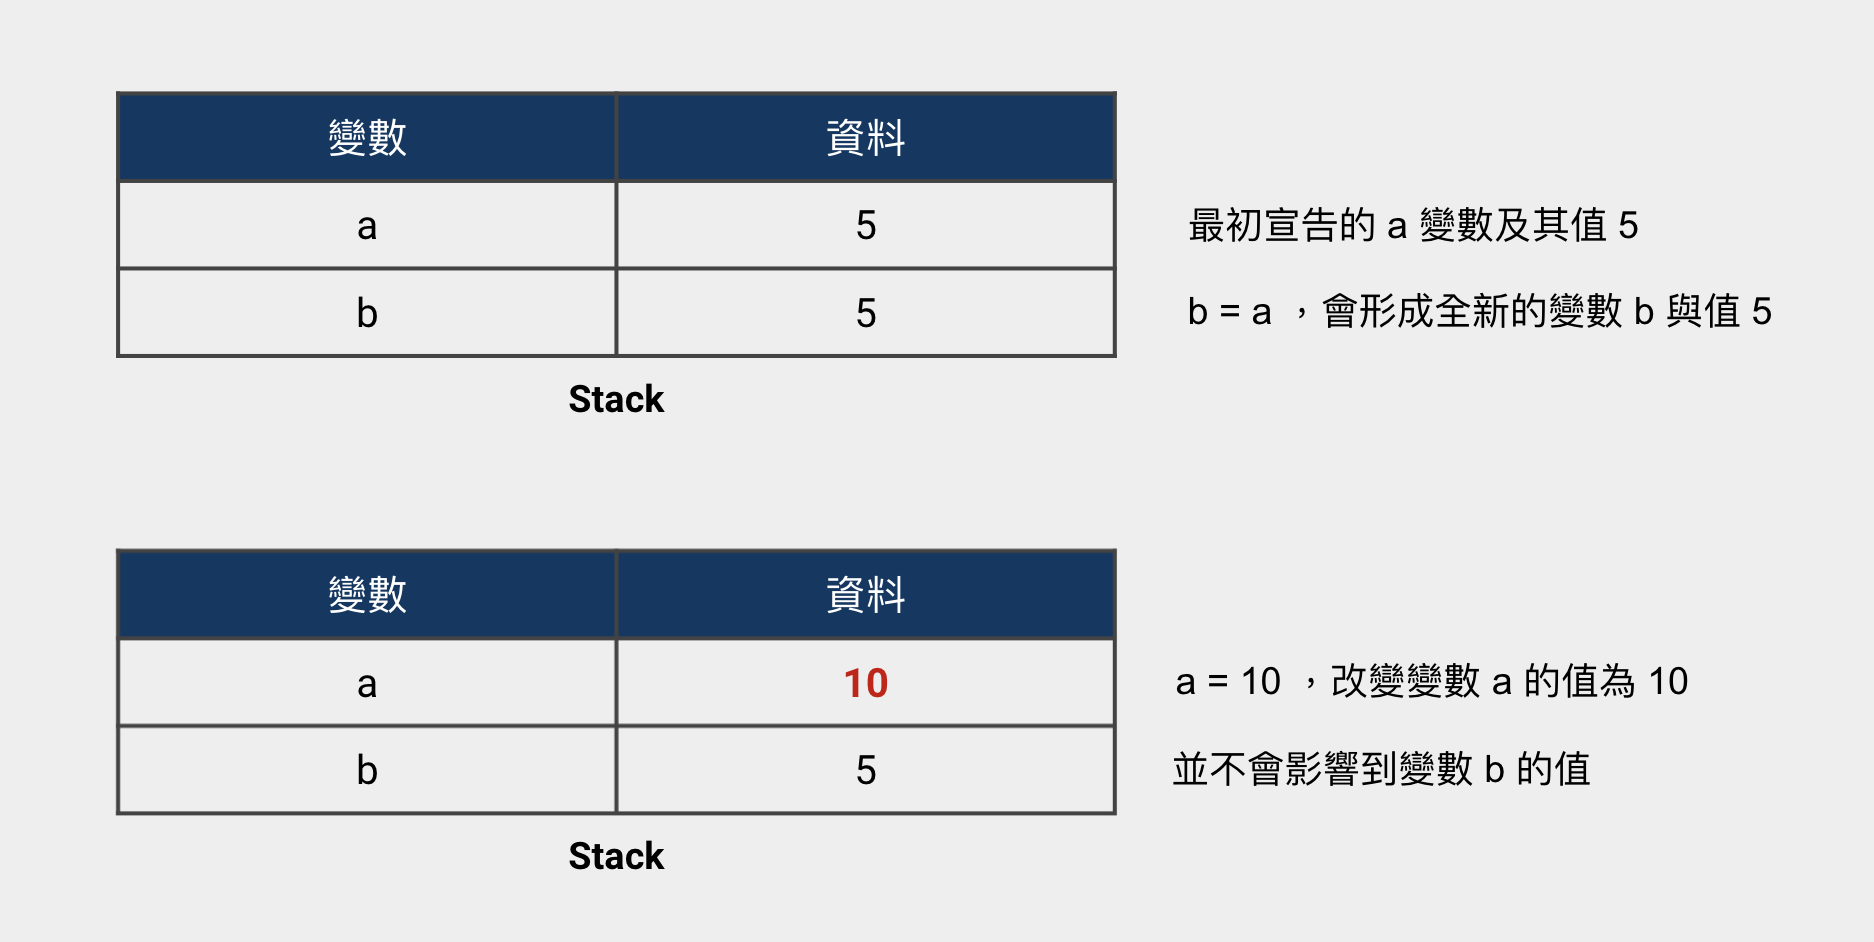 變數 資料
a 5 最初宣告的 a 變數及其值 5
b 5 b = a ，會形成全新的變數 b 與值 5
Stack
變數 資料
a 10 a = 10 ，改變變數 a 的值為 10
b 5 並不會影響到變數 b 的值
Stack